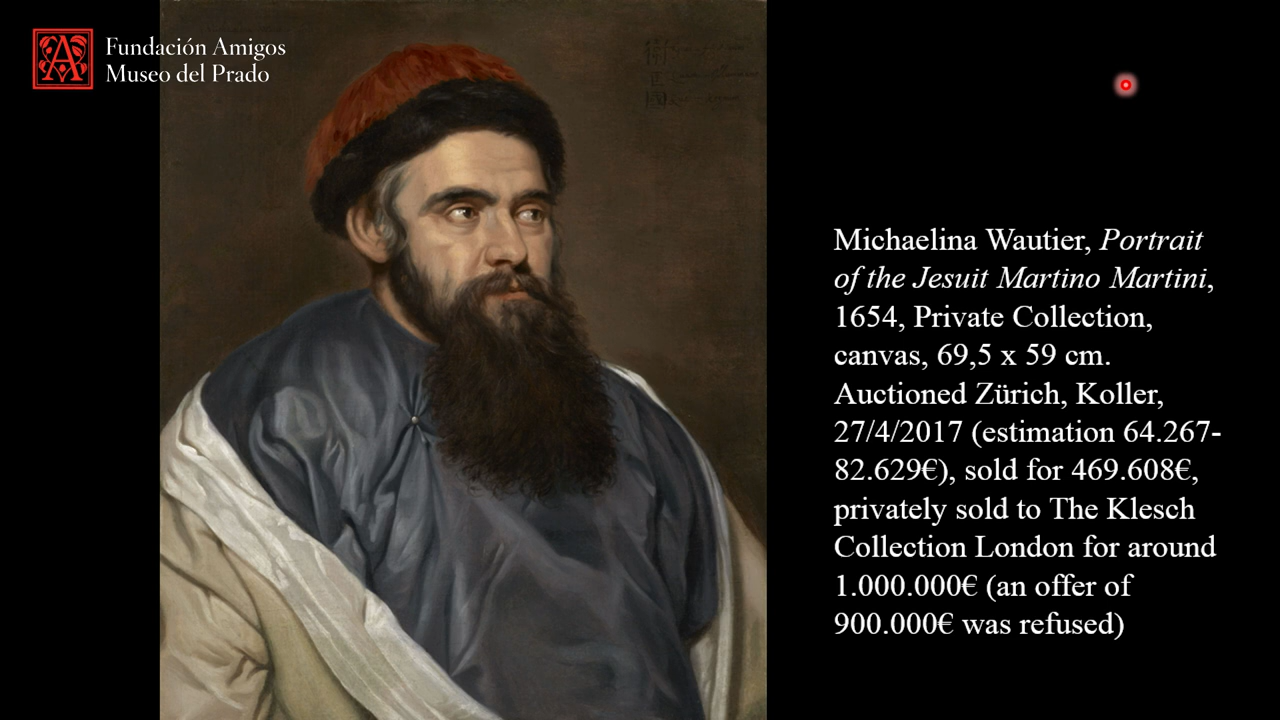 Fundación Amigos
Museo del Prado
Michaelina Wautier, Portrait
of the Jesuit Martino Martini,
1654, Private Collection,
canvas, 69,5 x 59 cm.
Auctioned Zürich, Koller,
27/4/2017 (estimation 64.267-
82.629€), sold for 469.608€,
privately sold to The Klesch
Collection London for around
1.000.000€ (an offer of
900.000€ was refused)